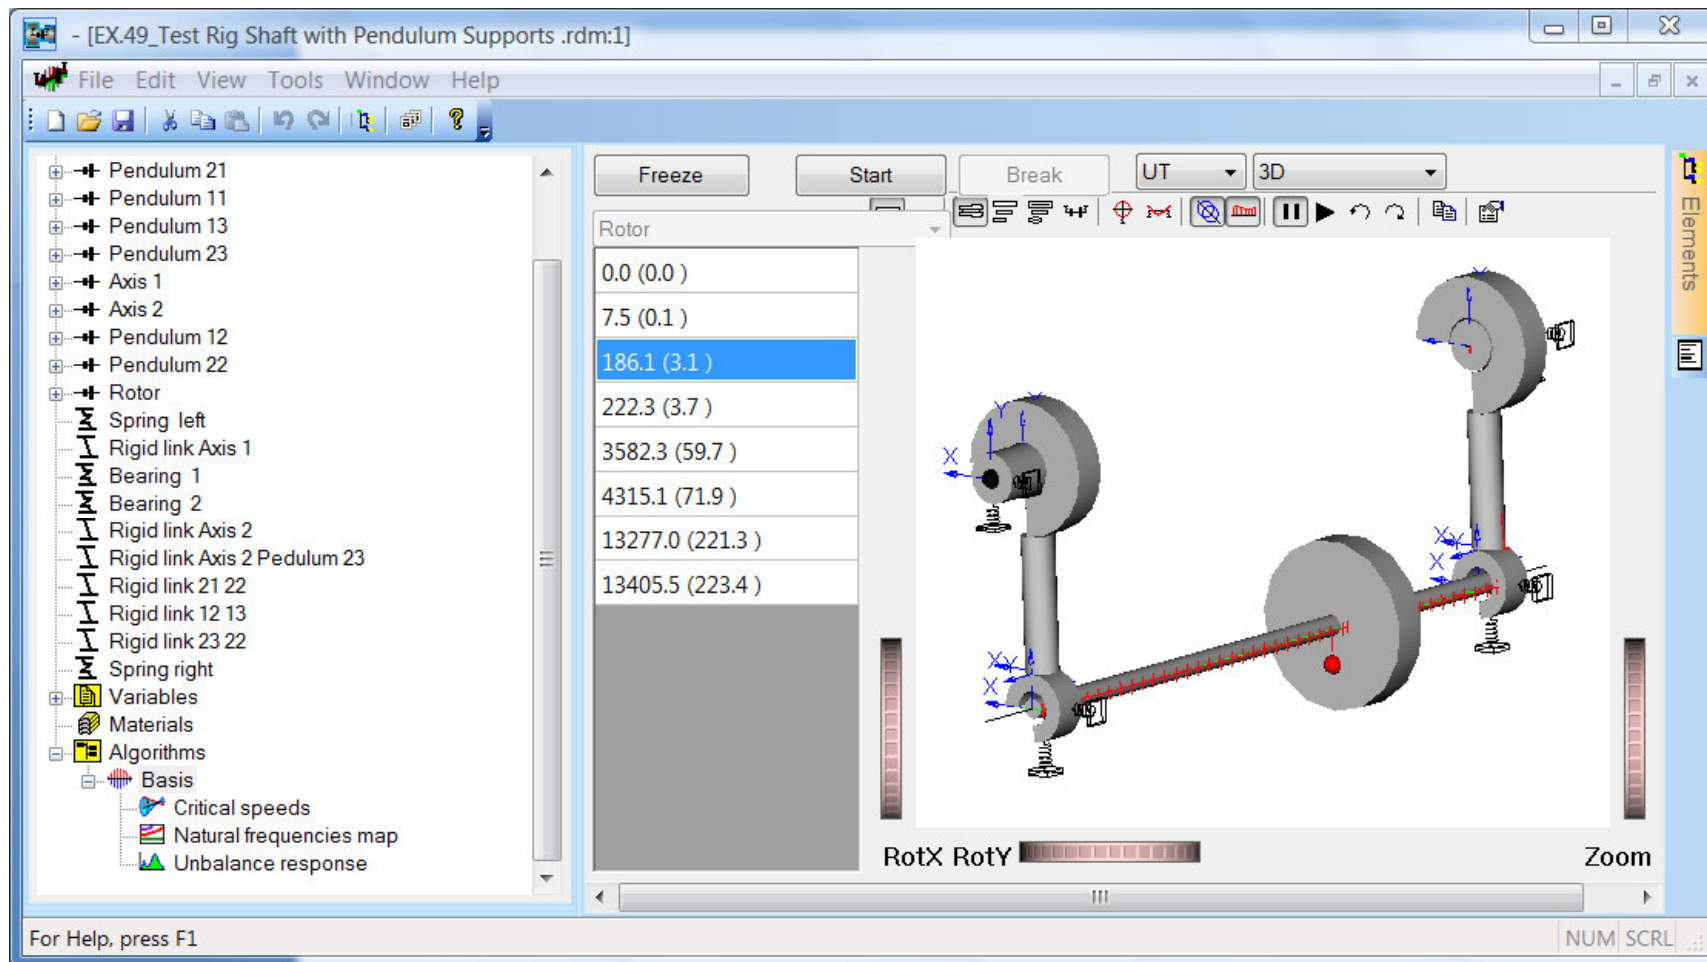 - [EX.49_Test Rig Shaft with Pendulum Supports .rdm:1]
File Edit View Tools Window Help
Pendulum 21
Pendulum 11
Pendulum 13
Pendulum 23
Axis 1
Axis 2
Pendulum 12
Pendulum 22
Rotor
Spring left
Rigid link Axis 1
Bearing 1
Bearing 2
Rigid link Axis 2
Rigid link Axis 2 Pedulum 23
Rigid link 21 22
Rigid link 12 13
Rigid link 23 22
Spring right
Variables
Materials
Algorithms
Basis
Critical speeds
Natural frequencies map
Unbalance response
Freeze Start Break UT 3D
Rotor
0.0 (0.0 )
7.5 (0.1 )
186.1 (3.1 )
222.3 (3.7 )
3582.3 (59.7 )
4315.1 (71.9 )
13277.0 (221.3 )
13405.5 (223.4 )
Y
Y Y
X
X Y
X
X Y
X
RotX RotY Zoom
Elements
For Help, press F1 NUM SCRL